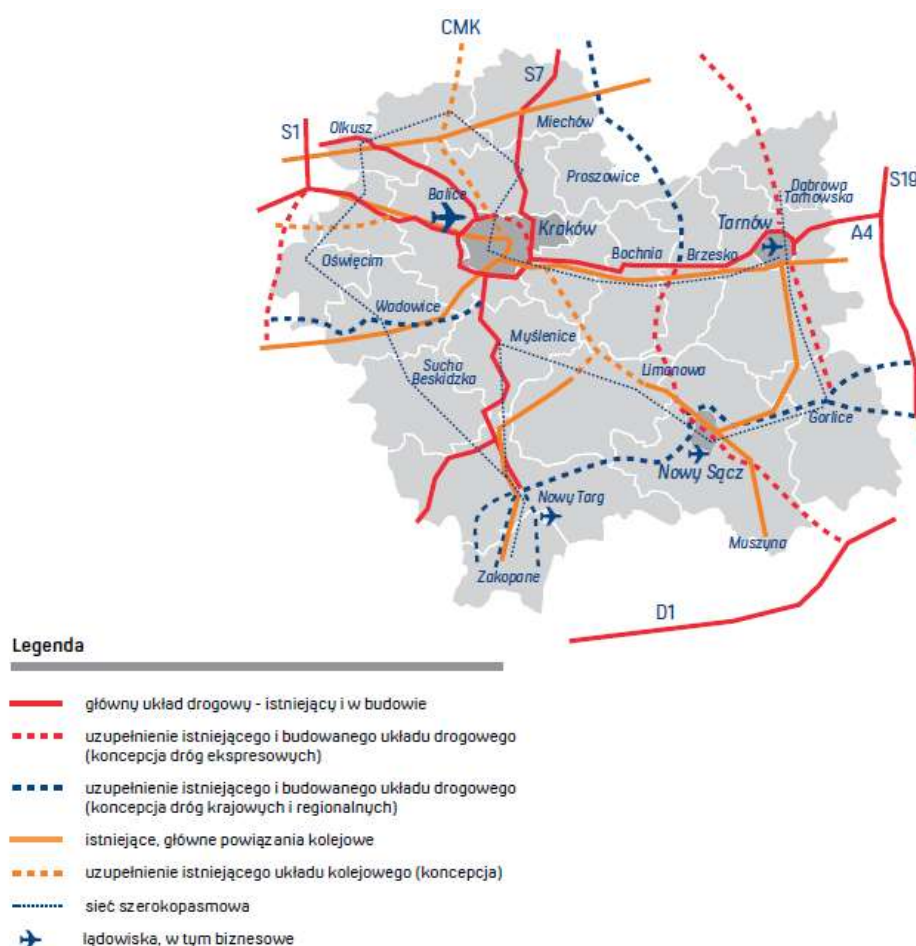 CMK
S7
S1
Olkusz
Miechów
Proszowice
S19
Dąbrowa
Tarnowska
Balice
Kraków
Tarnów
A4
Bochnia
Brzesko
Oświęcim
Wadowice
Myślenice
Sucha
Beskidzka
Limanowa
Gorlice
Nowy Sącz
Nowy Targ
Muszyna
Zakopane
D1
Legenda
główny układ drogowy - istniejący i w budowie
uzupełnienie istniejącego i budowanego układu drogowego
(koncepcja dróg ekspresowych)
uzupełnienie istniejącego i budowanego układu drogowego
(koncepcja dróg krajowych i regionalnych)
istniejące, główne powiązania kolejowe
uzupełnienie istniejącego układu kolejowego (koncepcja)
sieć szerokopasmowa
lądowiska, w tym biznesowe